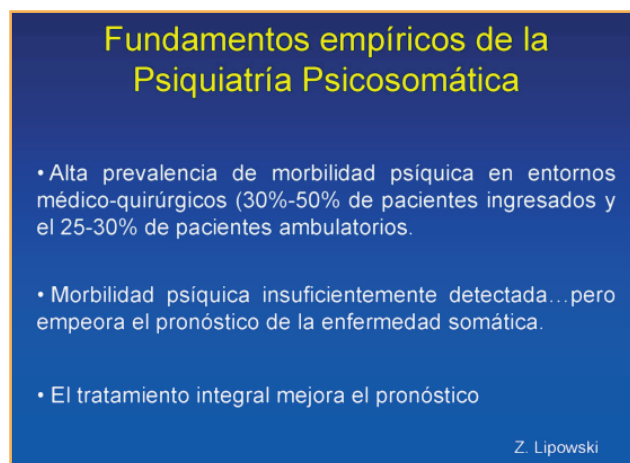 Fundamentos empíricos de la
Psiquiatría Psicosomática
• Alta prevalencia de morbilidad psíquica en entornos
médico-quirúrgicos (30%-50% de pacientes ingresados y
el 25-30% de pacientes ambulatorios.
• Morbilidad psíquica insuficientemente detectada...pero
empeora el pronóstico de la enfermedad somática.
• El tratamiento integral mejora el pronóstico
Z. Lipowski